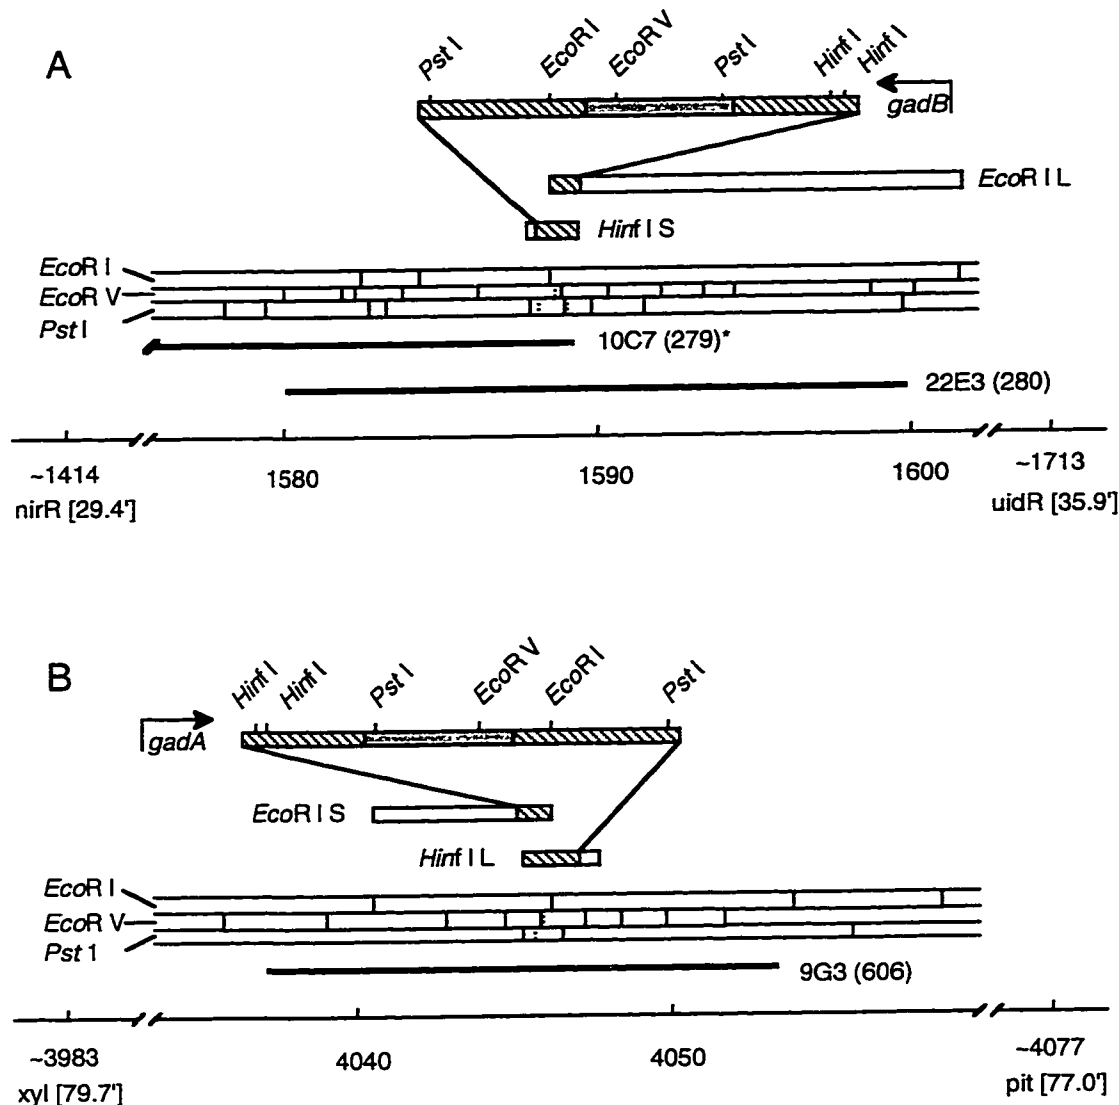 A
Pst I
EcoR I
EcoR V
Pst I
Hinf I
Hinf I
gadB
EcoR I L
Hinf I S
EcoR I
EcoR V
Pst I
10C7 (279)*
22E3 (280)
~1414
1580
1590
1600
~1713
nirR [29.4']
uidR [35.9']
B
Hinf I
Hinf I
Pst I
EcoR V
EcoR I
Pst I
gadA
EcoR I S
Hinf I L
EcoR I
EcoR V
Pst 1
9G3 (606)
~3983
4040
4050
~4077
xyl [79.7']
pit [77.0']